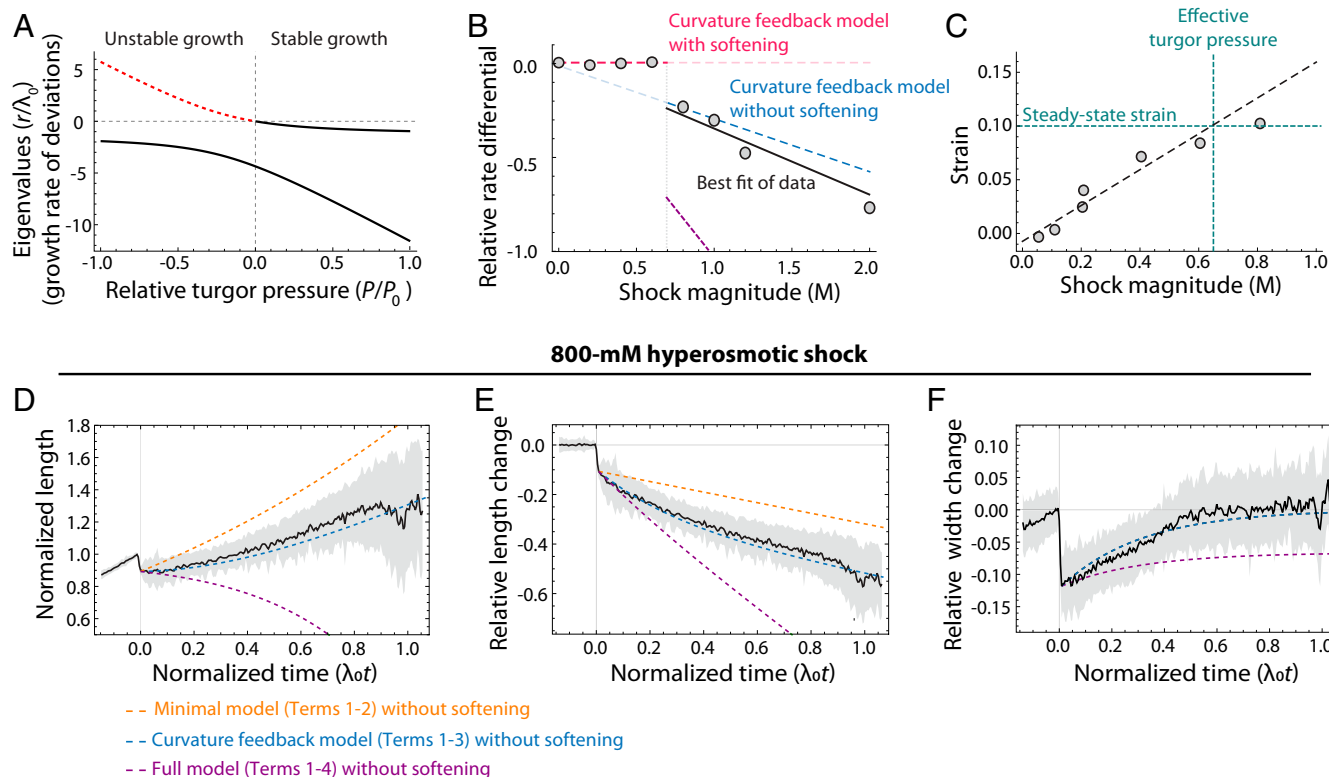 A
Unstable growth
Stable growth
Eigenvalues (r/λ0)
(growth rate of deviations)
5
0
-5
-10
-1.0
-0.5
0.0
0.5
1.0
Relative turgor pressure (P/P0)
B
Curvature feedback model
with softening
Curvature feedback model
without softening
Best fit of data
Relative rate differential
0.0
-0.5
-1.0
0.0
0.5
1.0
1.5
2.0
Shock magnitude (M)
C
Effective
turgor pressure
Steady-state strain
Strain
0.15
0.10
0.05
0.00
0.0
0.2
0.4
0.6
0.8
1.0
Shock magnitude (M)
800-mM hyperosmotic shock
D
Normalized length
1.8
1.6
1.4
1.2
1.0
0.8
0.6
0.0
0.2
0.4
0.6
0.8
1.0
Normalized time (λ0t)
E
Relative length change
0.0
-0.2
-0.4
-0.6
0.0
0.2
0.4
0.6
0.8
1.0
Normalized time (λ0t)
F
Relative width change
0.10
0.05
0.00
-0.05
-0.10
-0.15
0.0
0.2
0.4
0.6
0.8
1.0
Normalized time (λ0t)
Minimal model (Terms 1-2) without softening
Curvature feedback model (Terms 1-3) without softening
Full model (Terms 1-4) without softening